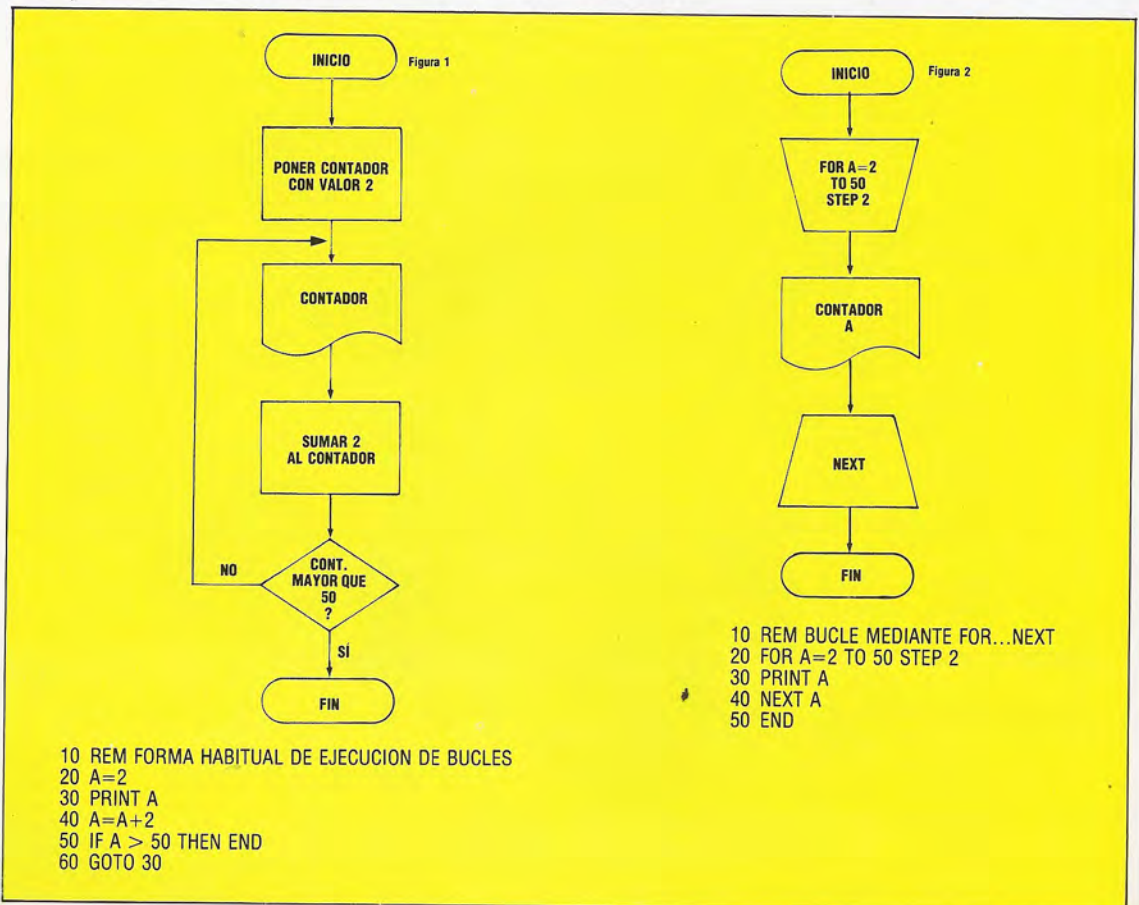 INICIO
Figura 1
PONER CONTADOR
CON VALOR 2
CONTADOR
SUMAR 2
AL CONTADOR
CONT.
MAYOR QUE
50
?
NO
SÍ
FIN
10 REM FORMA HABITUAL DE EJECUCION DE BUCLES
20 A=2
30 PRINT A
40 A=A+2
50 IF A > 50 THEN END
60 GOTO 30
INICIO
Figura 2
FOR A=2
TO 50
STEP 2
CONTADOR
A
NEXT
FIN
10 REM BUCLE MEDIANTE FOR...NEXT
20 FOR A=2 TO 50 STEP 2
30 PRINT A
40 NEXT A
50 END